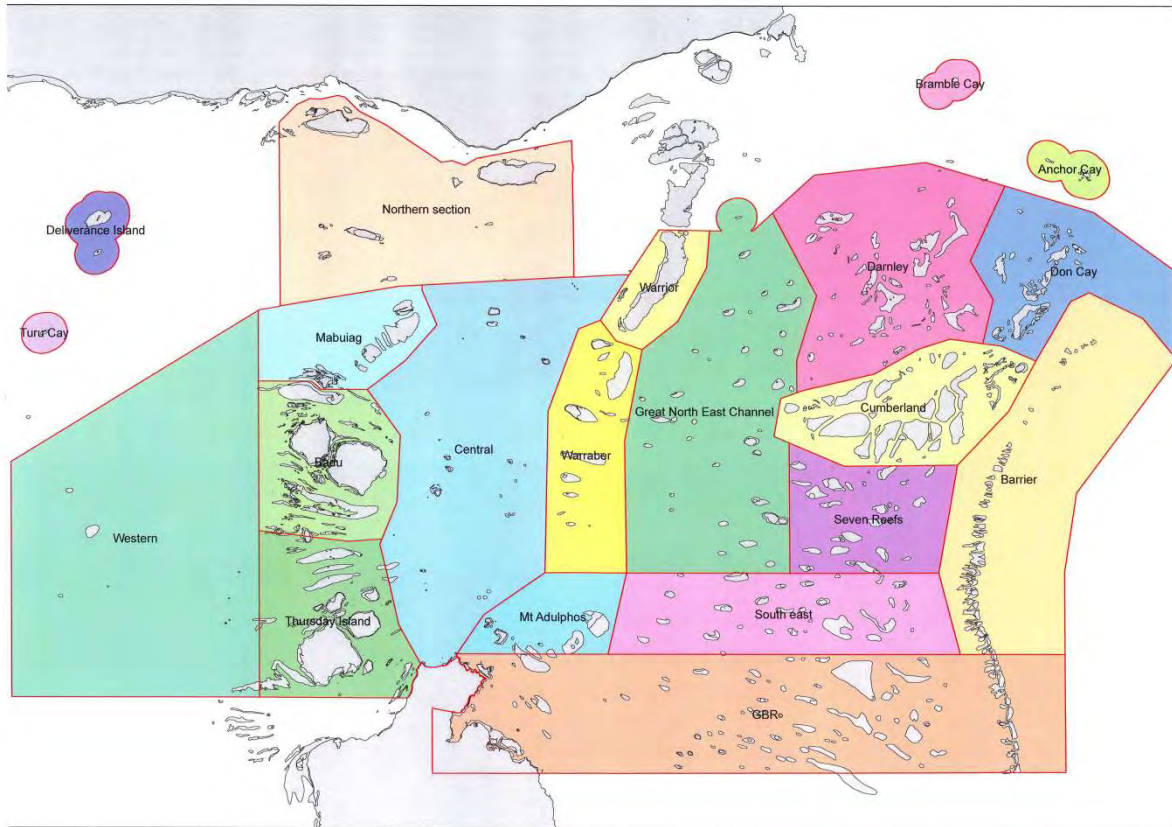 Bramble Cay
Anchor Cay
Northern section
Deliverance Island
Darnley
Don Cay
Warrior
Turu Cay
Mabuiag
Great North East Channel
Cumberland
Central
Warraber
Badu
Barrier
Seven Reefs
Western
Thursday Island
Mt Adulphos
South east
GBR